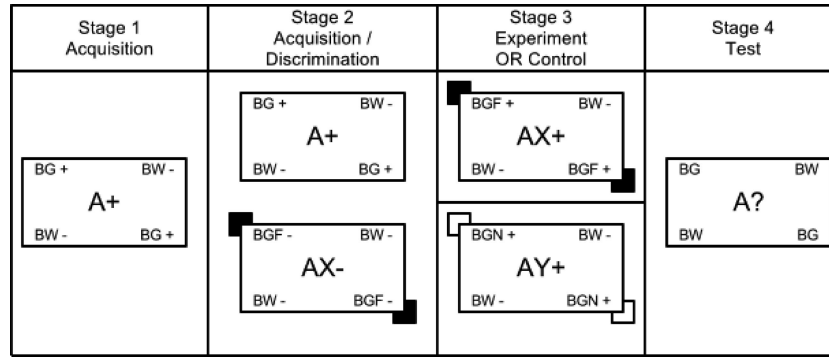 Stage 1
Acquisition
Stage 2
Acquisition /
Discrimination
Stage 3
Experiment
OR Control
Stage 4
Test
BG + BW -
A+
BW - BG +
BG + BW -
A+
BW - BG +
BGF - BW -
AX-
BW - BGF -
BGF + BW -
AX+
BW - BGF +
BGN + BW -
AY+
BW - BGN +
BG BW
A?
BW BG